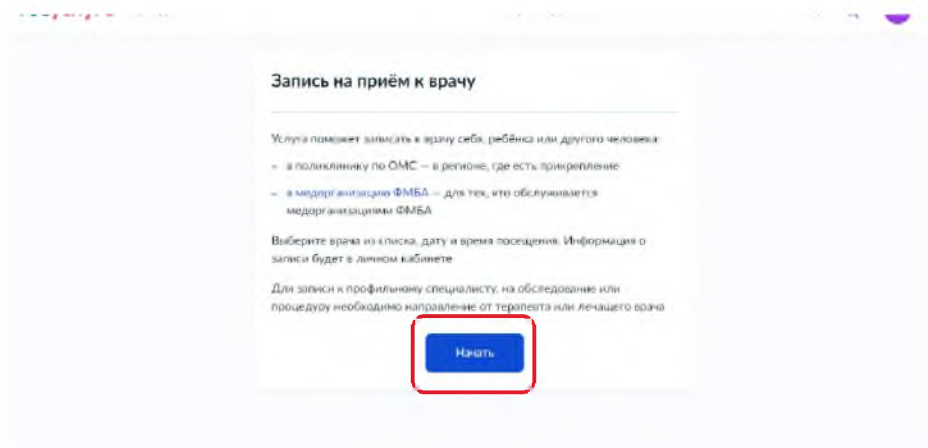 Запись на приём к врачу
Услуга поможет записать к врачу себя, ребёнка или другого человека:
– в поликлинику по ОМС – в регионе, где есть прикрепление
– в медорганизацию ФМБА – для тех, кто обслуживается
медорганизациями ФМБА
Выберите врача из списка, дату и время посещения. Информация о
записи будет в личном кабинете
Для записи к профильному специалисту, на обследование или
процедуру необходимо направление от терапевта или лечащего врача
Начать